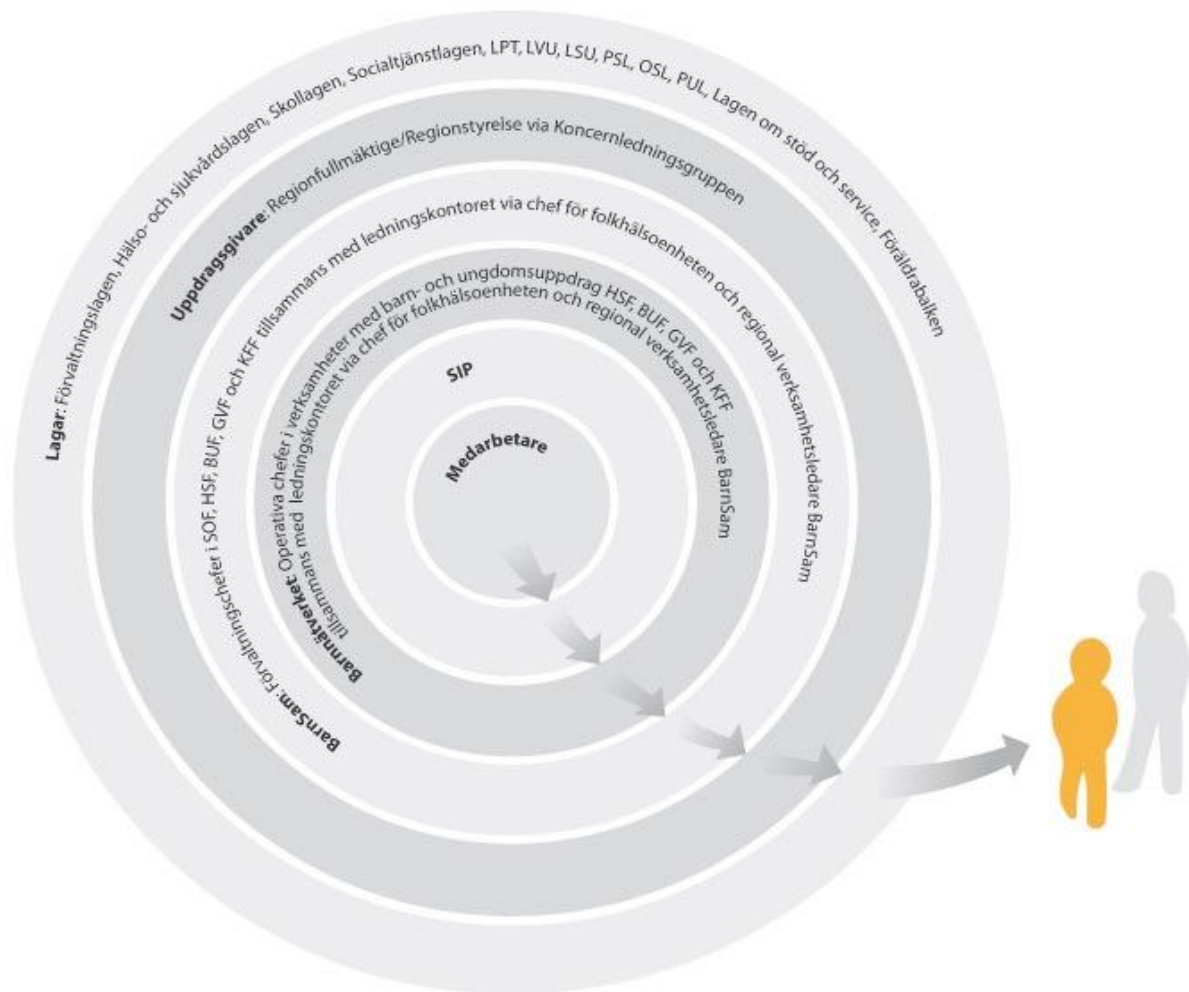 Lagar: Förvaltningslagen, Hälso- och sjukvårdslagen, Skollagen, Socialtjänstlagen, LPT, LVU, LSU, PSL, OSL, PUL, Lagen om stöd och service, Föräldrabalken
Uppdragsgivare: Regionfullmäktige/Regionstyrelse via Koncernledningsgruppen
BarnSam: Förvaltningschefer i SOF, HSF, BUF, GVF och KFF tillsammans med ledningskontoret via chef för folkhälsoenheten och regional verksamhetsledare BarnSam
Barnnätverket: Operativa chefer i verksamheter med barn- och ungdomsuppdrag HSF, BUF, GVF och KFF
tillsammans med ledningskontoret via chef för folkhälsoenheten och regional verksamhetsledare BarnSam
SIP
Medarbetare